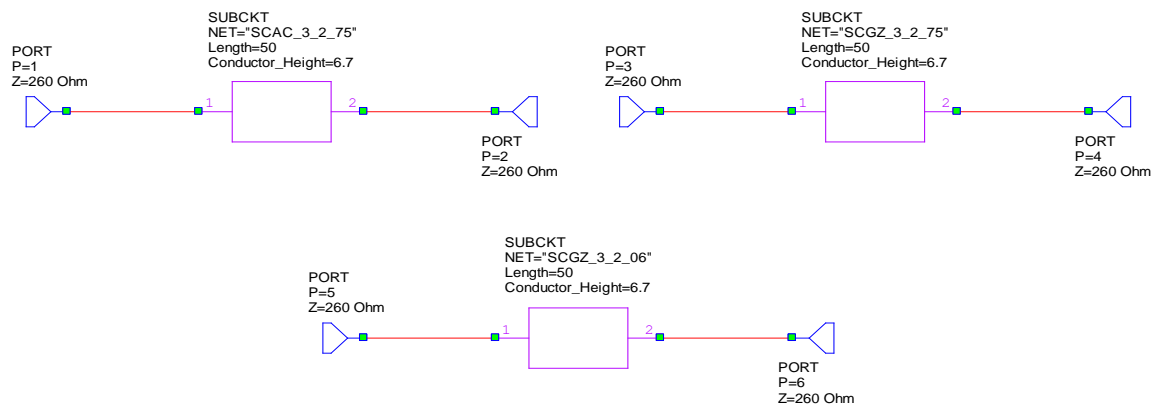 SUBCKT
NET="SCAC_3_2_75"
Length=50
Conductor_Height=6.7
PORT
P=1
Z=260 Ohm
1
2
PORT
P=2
Z=260 Ohm
SUBCKT
NET="SCGZ_3_2_75"
Length=50
Conductor_Height=6.7
PORT
P=3
Z=260 Ohm
1
2
PORT
P=4
Z=260 Ohm
SUBCKT
NET="SCGZ_3_2_06"
Length=50
Conductor_Height=6.7
PORT
P=5
Z=260 Ohm
1
2
PORT
P=6
Z=260 Ohm